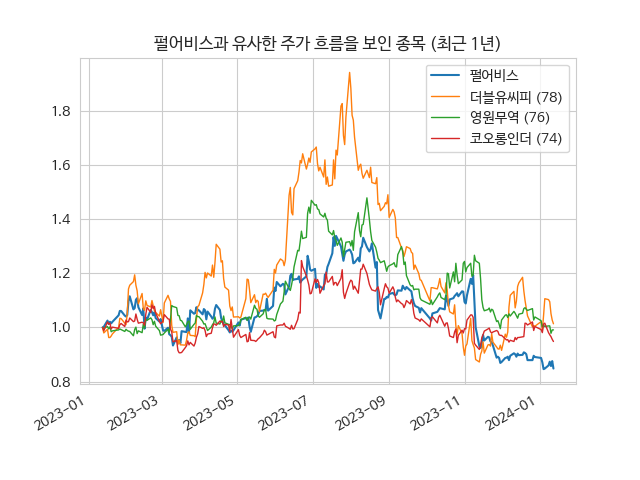 펄어비스과 유사한 주가 흐름을 보인 종목 (최근 1년)
펄어비스
더블유씨피 (78)
영원무역 (76)
코오롱인더 (74)
1.8
1.6
1.4
1.2
1.0
0.8
2023-01
2023-03
2023-05
2023-07
2023-09
2023-11
2024-01